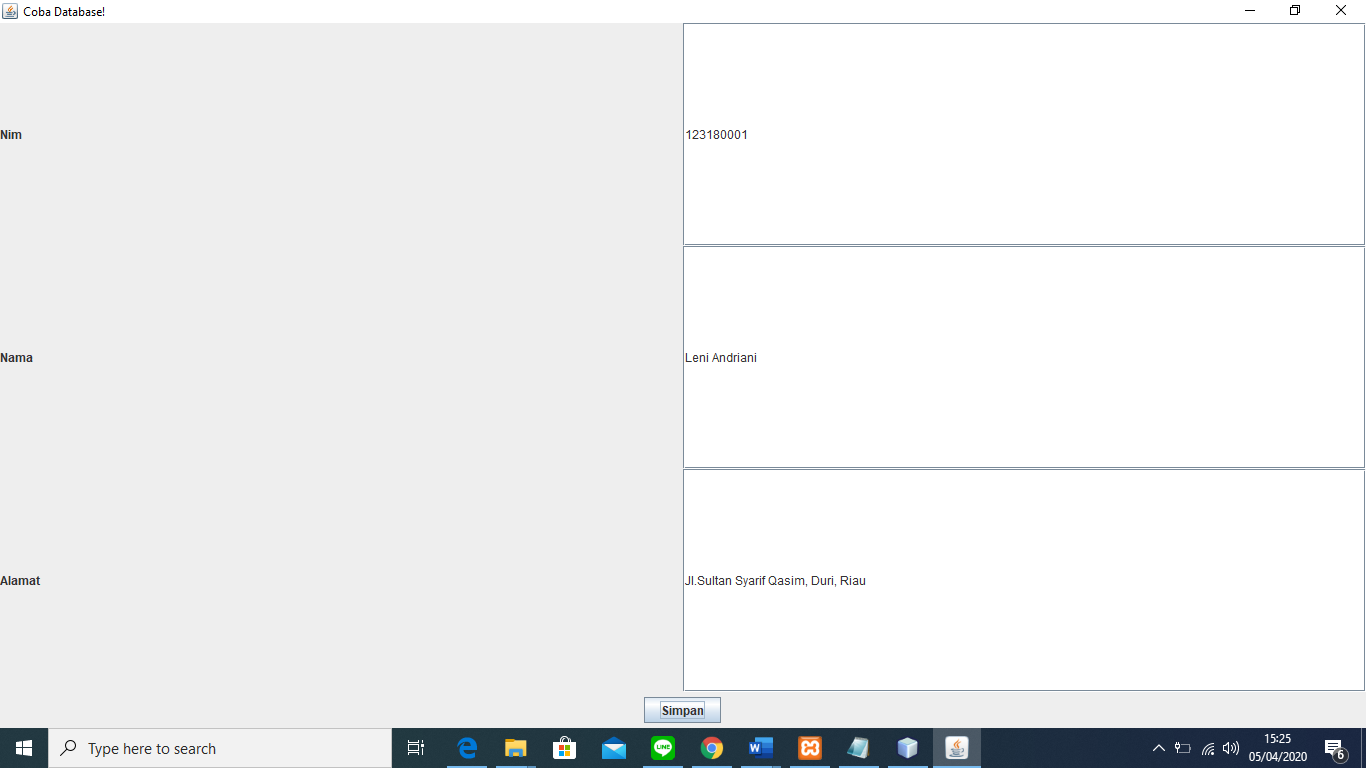 Coba Database!
Nim
123180001
Nama
Leni Andriani
Alamat
Jl.Sultan Syarif Qasim, Duri, Riau
Simpan
Type here to search
LINE
W
15:25
05/04/2020
6